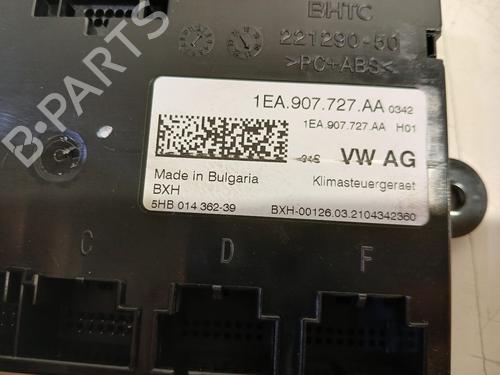 BHTC
221290-50
>PC+ABS<
1EA.907.727.AA 0342
1EA.907.727.AA H01
VW AG
Made in Bulgaria
Klimasteuergeraet
BXH
5HB 014 362-39
BXH-00126.03.2104342360
C
D
F
B-PARTS